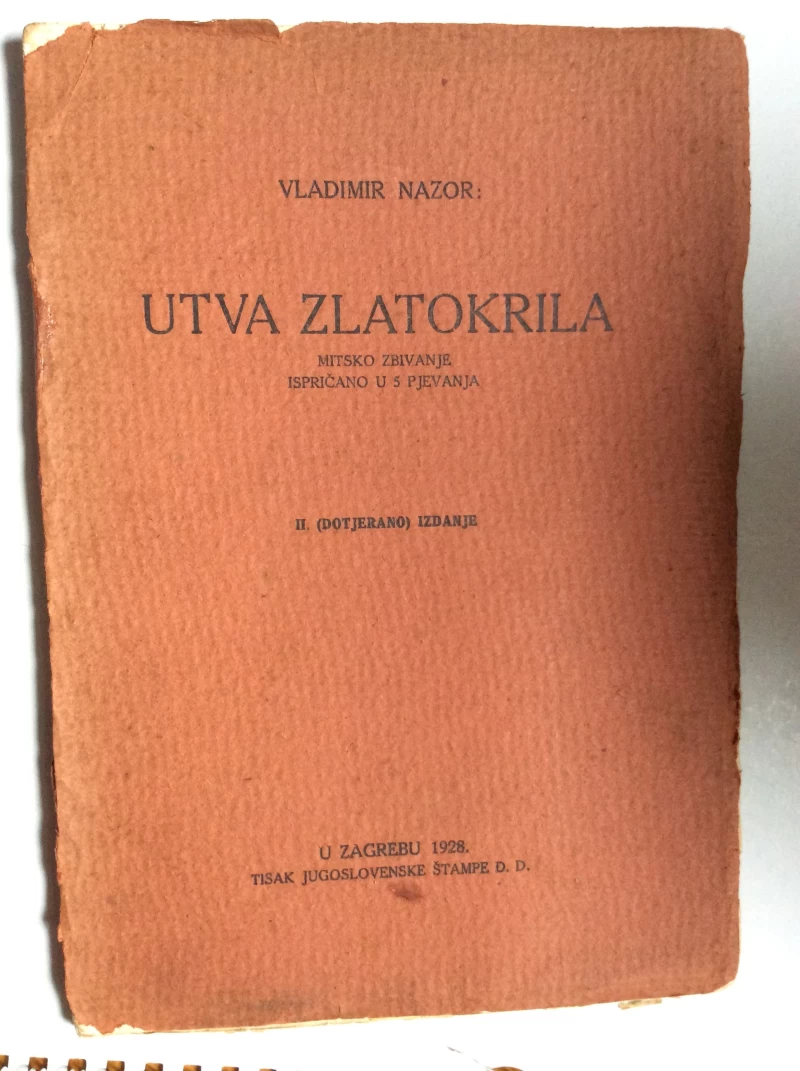 VLADIMIR NAZOR:
UTVA ZLATOKRILA
MITSKO ZBIVANJE
ISPRIČANO U 5 PJEVANJA
II. (DOTJERANO) IZDANJE
U ZAGREBU 1928.
TISAK JUGOSLOVENSKE ŠTAMPE D. D.